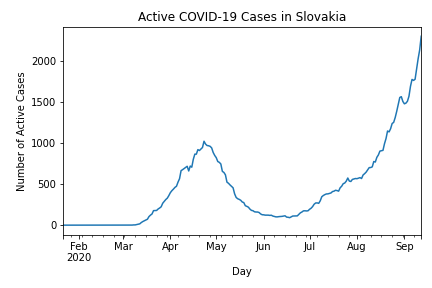 Active COVID-19 Cases in Slovakia
Number of Active Cases
2000
1500
1000
500
0
Feb Mar Apr May Jun Jul Aug Sep
2020
Day